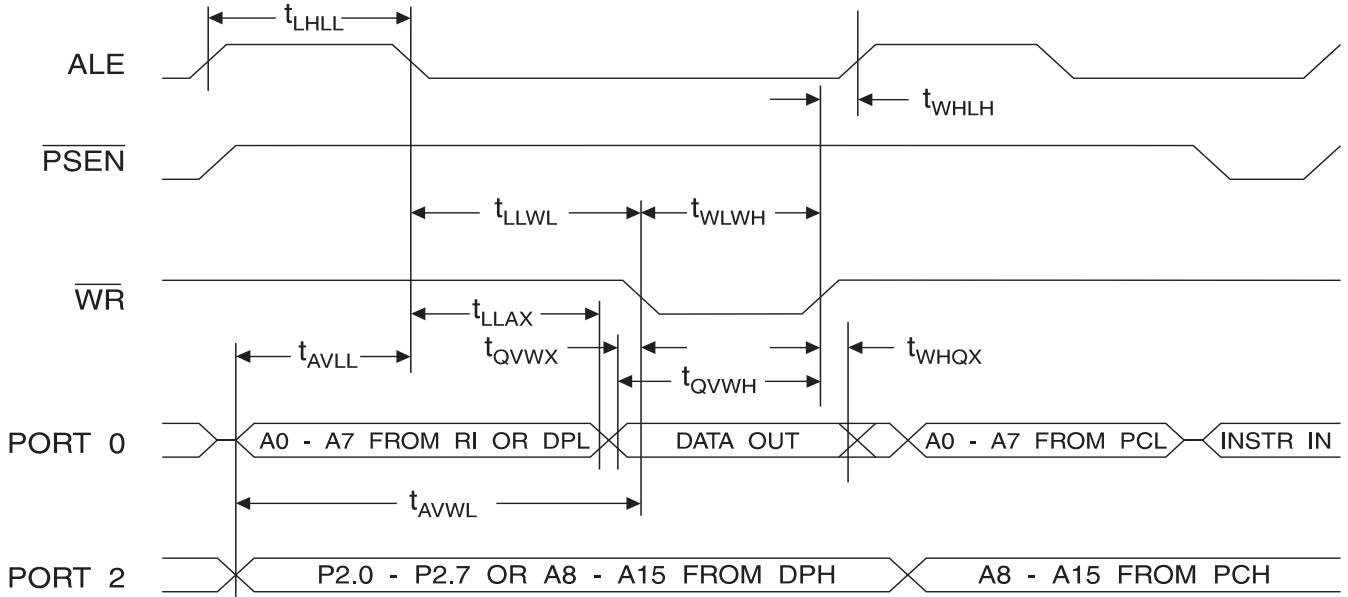 tLHLL
ALE
tWHLH
PSEN
tLLWL
tWLWH
WR
tLLAX
tAVLL
tQVWX
tWHQX
tQVWH
PORT 0
A0 - A7 FROM RI OR DPL
DATA OUT
A0 - A7 FROM PCL
INSTR IN
tAVWL
PORT 2
P2.0 - P2.7 OR A8 - A15 FROM DPH
A8 - A15 FROM PCH